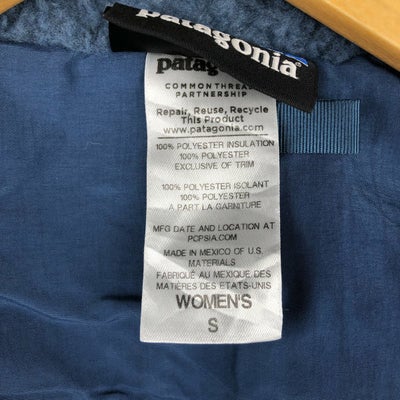 patagonia
patagonia
COMMONTHREADS
PARTNERSHIP
Repair, Reuse, Recycle
This Product
www.patagonia.com
100% POLYESTER INSULATION
100% POLYESTER
EXCLUSIVE OF TRIM
100% POLYESTER ISOLANT
100% POLYESTER
A PART LA GARNITURE
MFG DATE AND LOCATION AT
PCPSIA.COM
MADE IN MEXICO OF U.S.
MATERIALS
FABRIQUÉ AU MEXIQUE DES
MATIÈRES DES ETATS-UNIS
WOMEN'S
S